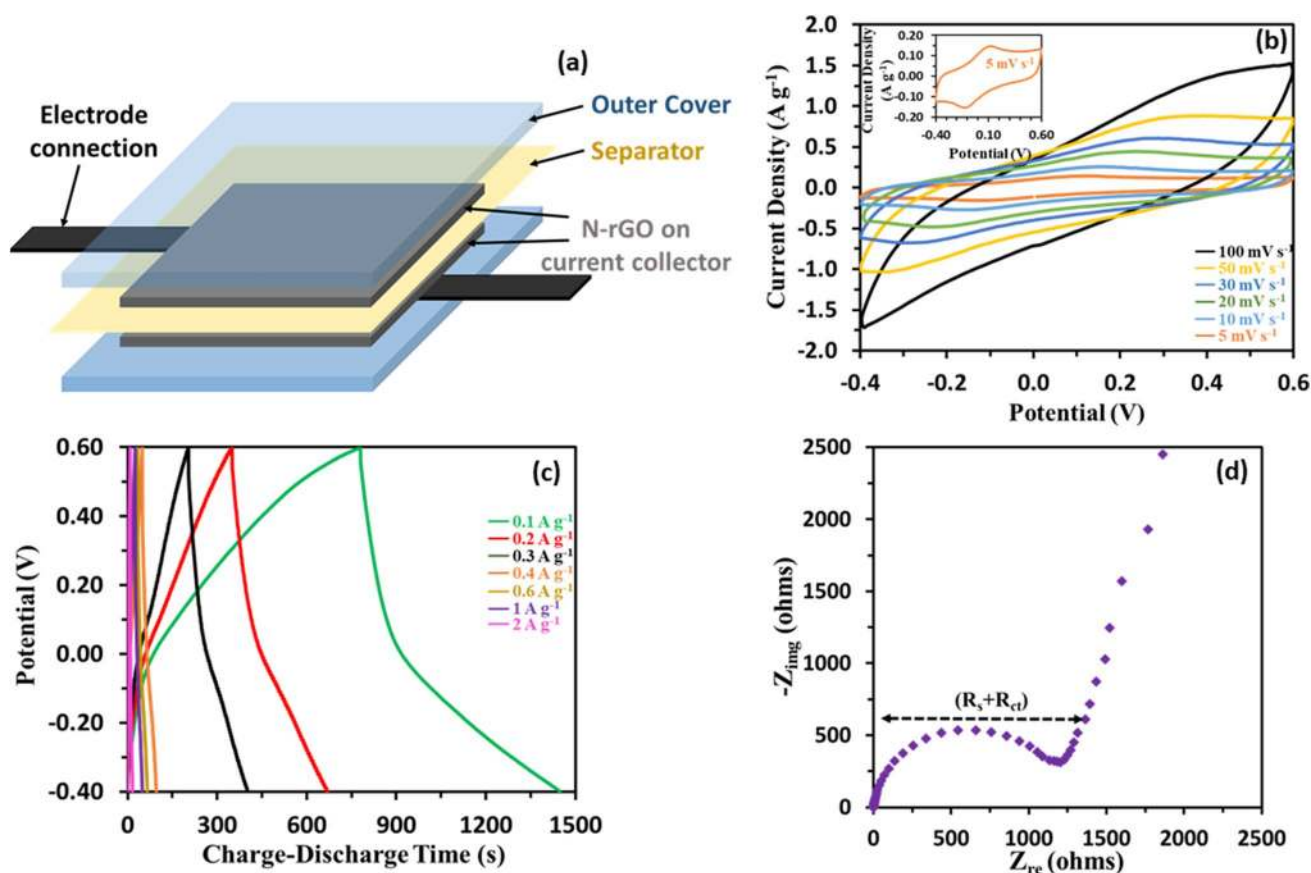 (a)
Outer Cover
Electrode
connection
Separator
N-rGO on
current collector
(b)
Current Density (A g⁻¹)
2.0
1.5
1.0
0.5
0.0
-0.5
-1.0
-1.5
-2.0
-0.4 -0.2 0.0 0.2 0.4 0.6
Potential (V)
Current Density
(A g⁻¹)
0.20
0.10
0.00
-0.10
-0.20
-0.40 0.10 0.60
Potential (V)
5 mV s⁻¹
100 mV s⁻¹
50 mV s⁻¹
30 mV s⁻¹
20 mV s⁻¹
10 mV s⁻¹
5 mV s⁻¹
(c)
Potential (V)
0.60
0.40
0.20
0.00
-0.20
-0.40
0 300 600 900 1200 1500
Charge-Discharge Time (s)
0.1 A g⁻¹
0.2 A g⁻¹
0.3 A g⁻¹
0.4 A g⁻¹
0.6 A g⁻¹
1 A g⁻¹
2 A g⁻¹
(d)
-Zimg (ohms)
2500
2000
1500
1000
500
0
0 500 1000 1500 2000 2500
Zre (ohms)
(Rs+Rct)